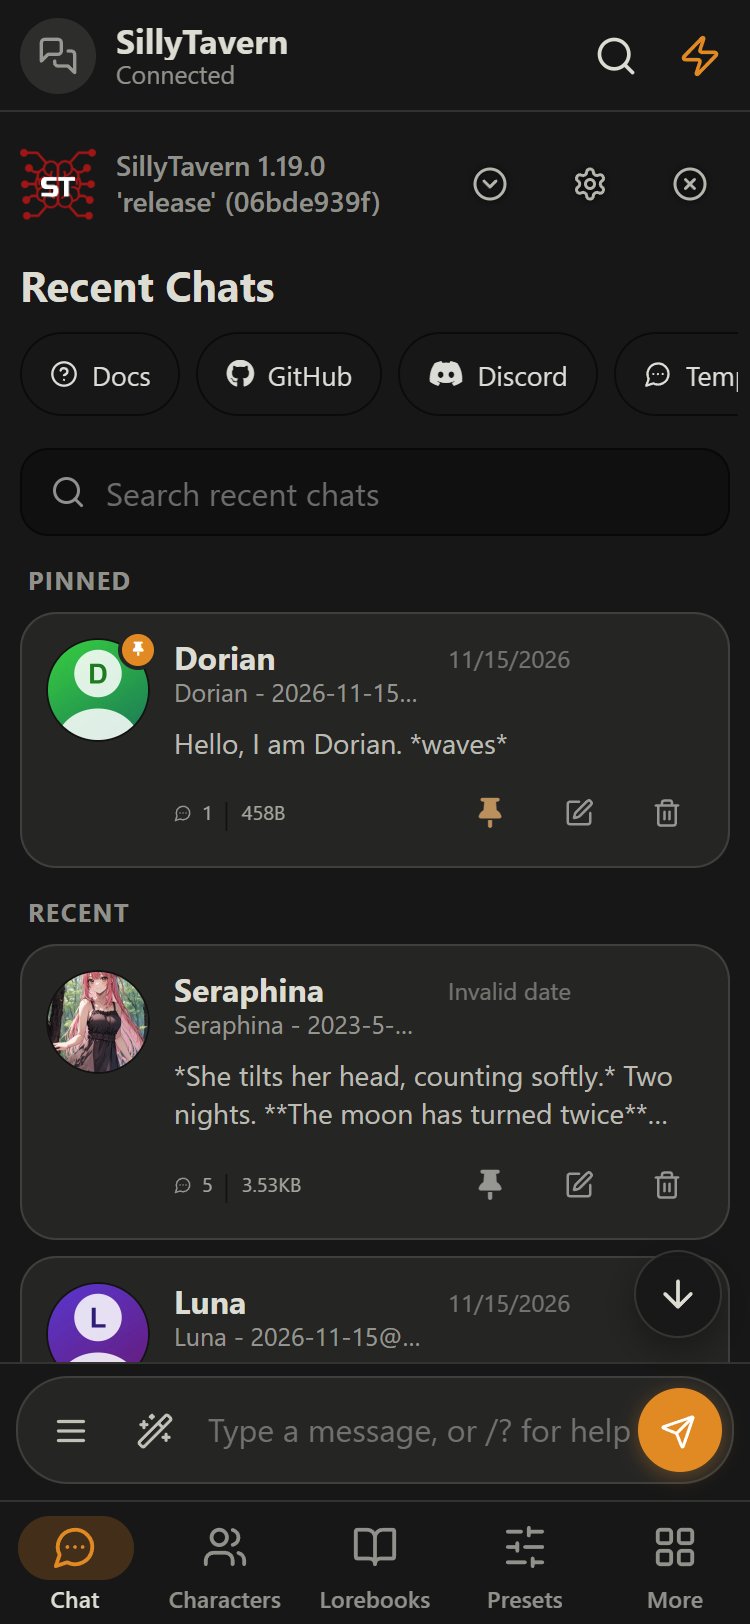 SillyTavern
Connected
ST
SillyTavern 1.19.0
'release' (06bde939f)
Recent Chats
Docs
GitHub
Discord
Temp
Search recent chats
PINNED
D
Dorian
11/15/2026
Dorian - 2026-11-15...
Hello, I am Dorian. *waves*
1
458B
RECENT
Seraphina
Invalid date
Seraphina - 2023-5-...
*She tilts her head, counting softly.* Two
nights. **The moon has turned twice**...
5
3.53KB
L
Luna
11/15/2026
Luna - 2026-11-15@...
Type a message, or /? for help
Chat
Characters
Lorebooks
Presets
More